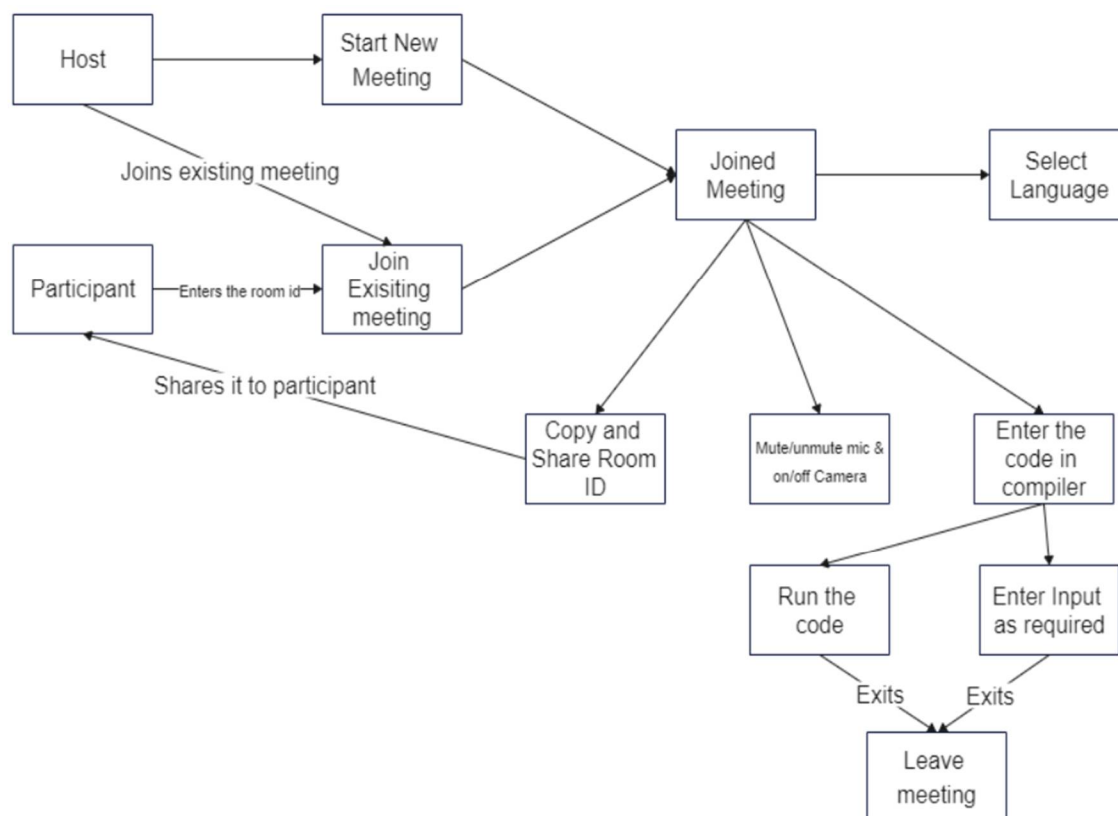 Host
Start New
Meeting
Joins existing meeting
Joined
Meeting
Select
Language
Participant
Enters the room id
Join
Exisiting
meeting
Shares it to participant
Copy and
Share Room
ID
Mute/unmute mic &
on/off Camera
Enter the
code in
compiler
Run the
code
Enter Input
as required
Exits
Exits
Leave
meeting